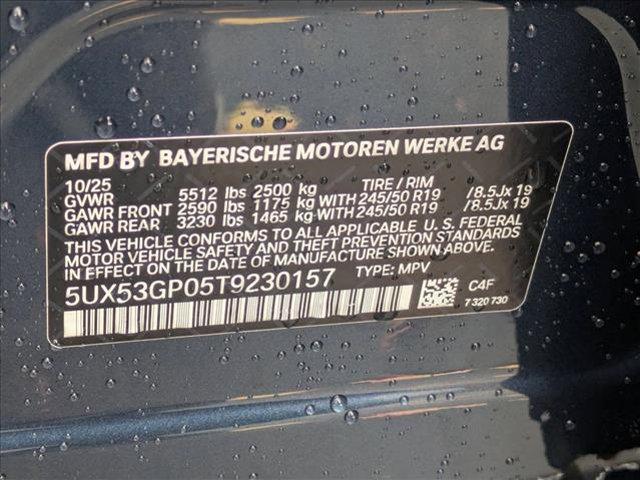 MFD BY BAYERISCHE MOTOREN WERKE AG
10/25
GVWR 5512 lbs 2500 kg TIRE / RIM
GAWR FRONT 2590 lbs 1175 kg WITH 245/50 R19 /8.5Jx 19
GAWR REAR 3230 lbs 1465 kg WITH 245/50 R19 /8.5Jx 19
THIS VEHICLE CONFORMS TO ALL APPLICABLE U.S. FEDERAL
MOTOR VEHICLE SAFETY AND THEFT PREVENTION STANDARDS
IN EFFECT ON THE DATE OF MANUFACTURE SHOWN ABOVE.
5UX53GP05T9230157 TYPE: MPV
C4F
7 320 730